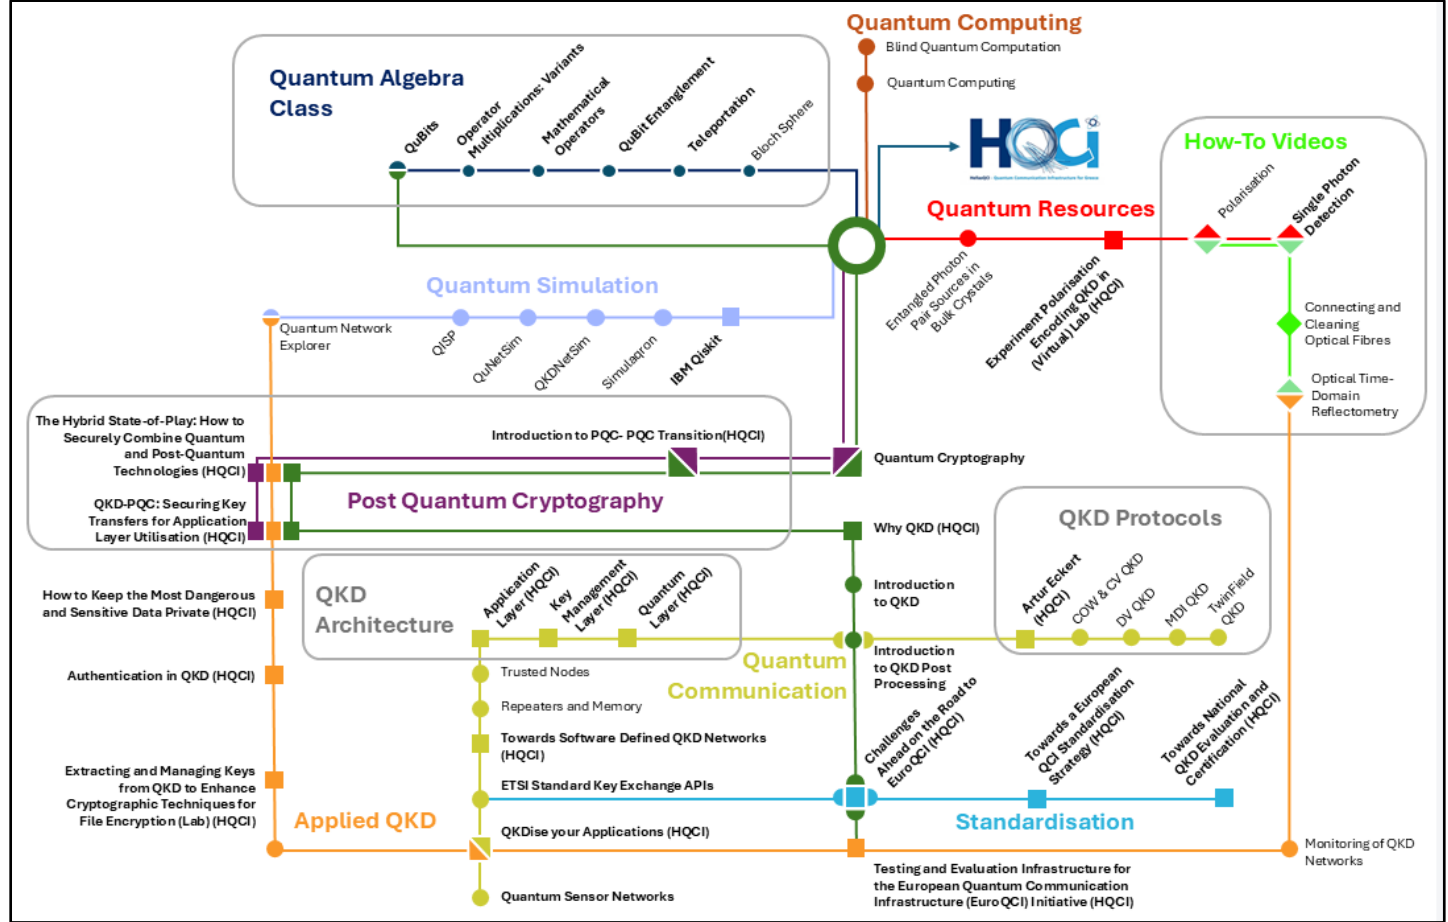 Quantum Computing
Blind Quantum Computation
Quantum Computing
Quantum Algebra
Class
QuBits
Operator
Multiplications: Variants
Mathematical
Operators
QuBit Entanglement
Teleportation
Bloch Sphere
HQCi
HellasQCI - Quantum Communication Infrastructure for Greece
How-To Videos
Polarisation
Single Photon
Detection
Connecting and
Cleaning
Optical Fibres
Optical Time-
Domain
Reflectometry
Quantum Resources
Entangled Photon
Pair Sources in
Bulk Crystals
Experiment Polarisation
Encoding QKD in
(Virtual) Lab (HQCI)
Quantum Simulation
Quantum Network
Explorer
QISP
QuNetSim
QKDNetSim
Simulaqron
IBM Qiskit
The Hybrid State-of-Play: How to
Securely Combine Quantum
and Post-Quantum
Technologies (HQCI)
Introduction to PQC- PQC Transition(HQCI)
Quantum Cryptography
Post Quantum Cryptography
QKD-PQC: Securing Key
Transfers for Application
Layer Utilisation (HQCI)
Why QKD (HQCI)
QKD Protocols
Artur Eckert
(HQCI)
COW & CV QKD
DV QKD
MDI QKD
TwinField
QKD
QKD
Architecture
Application
Layer (HQCI)
Key
Management
Layer (HQCI)
Quantum
Layer (HQCI)
Introduction
to QKD
How to Keep the Most Dangerous
and Sensitive Data Private (HQCI)
Quantum
Communication
Introduction
to QKD Post
Processing
Authentication in QKD (HQCI)
Trusted Nodes
Repeaters and Memory
Towards Software Defined QKD Networks
(HQCI)
ETSI Standard Key Exchange APIs
Challenges
Ahead on the Road to
EuroQCI (HQCI)
Towards a European
QCI Standardisation
Strategy (HQCI)
Towards National
QKD Evaluation and
Certification (HQCI)
Standardisation
Extracting and Managing Keys
from QKD to Enhance
Cryptographic Techniques for
File Encryption (Lab) (HQCI)
Applied QKD
QKDise your Applications (HQCI)
Quantum Sensor Networks
Testing and Evaluation Infrastructure for
the European Quantum Communication
Infrastructure (EuroQCI) Initiative (HQCI)
Monitoring of QKD
Networks